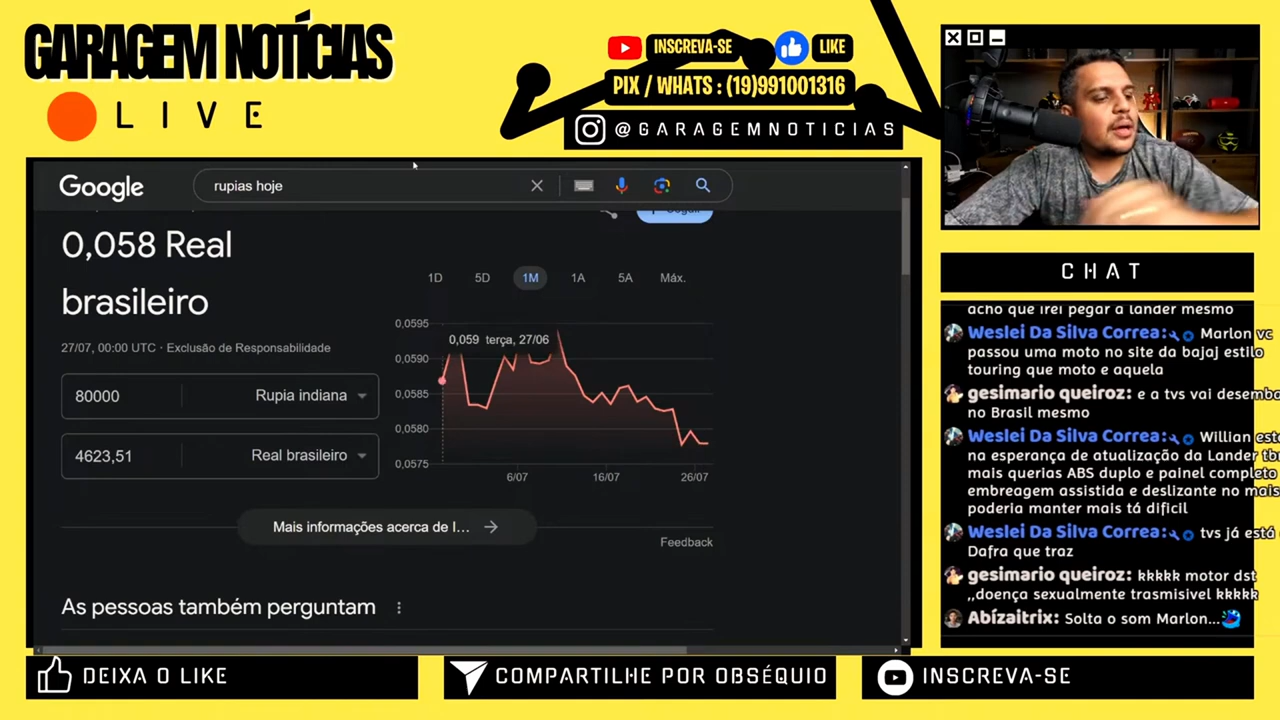 GARAGEM NOTÍCIAS
LIVE
INSCREVA-SE
LIKE
PIX / WHATS : (19)991001316
@GARAGEMNOTICIAS
Google
rupias hoje
0,058 Real
brasileiro
27/07, 00:00 UTC · Exclusão de Responsabilidade
80000
Rupia indiana
4623,51
Real brasileiro
1D
5D
1M
1A
5A
Máx.
0,059 terça, 27/06
0,0595
0,0590
0,0585
0,0580
0,0575
6/07
16/07
26/07
Mais informações acerca de I...
Feedback
As pessoas também perguntam
CHAT
acho que irei pegar a lander mesmo
Weslei Da Silva Correa: Marlon vc
passou uma moto no site da bajaj estilo
touring que moto e aquela
gesimario queiroz: e a tvs vai desemba
no Brasil mesmo
Weslei Da Silva Correa: Willian est
na esperança de atualização da Lander tb
mais querias ABS duplo e painel completo
embreagem assistida e deslizante no mais
poderia manter mais tá dificil
Weslei Da Silva Correa: tvs já está
Dafra que traz
gesimario queiroz: kkkkk motor dst
,,doença sexualmente trasmisivel kkkkk
Abízaitrix: Solta o som Marlon...
DEIXA O LIKE
COMPARTILHE POR OBSÉQUIO
INSCREVA-SE